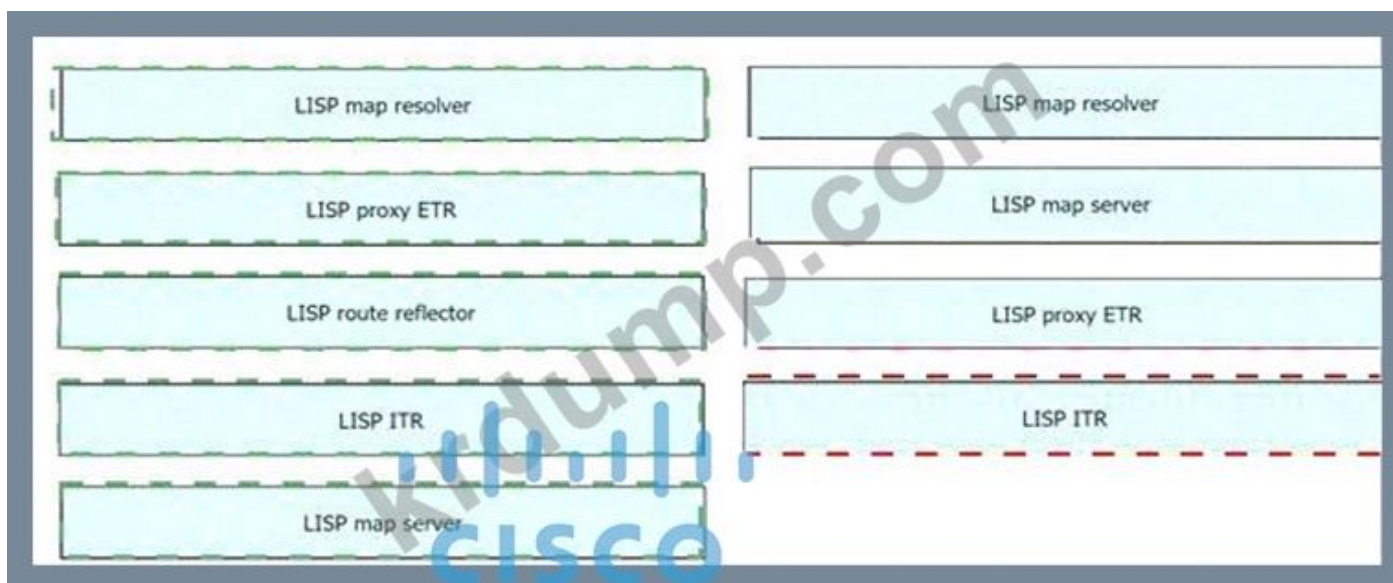 LISP map resolver
LISP proxy ETR
LISP route reflector
LISP ITR
LISP map server
LISP map resolver
LISP map server
LISP proxy ETR
LISP ITR
krdump.com
CISCO